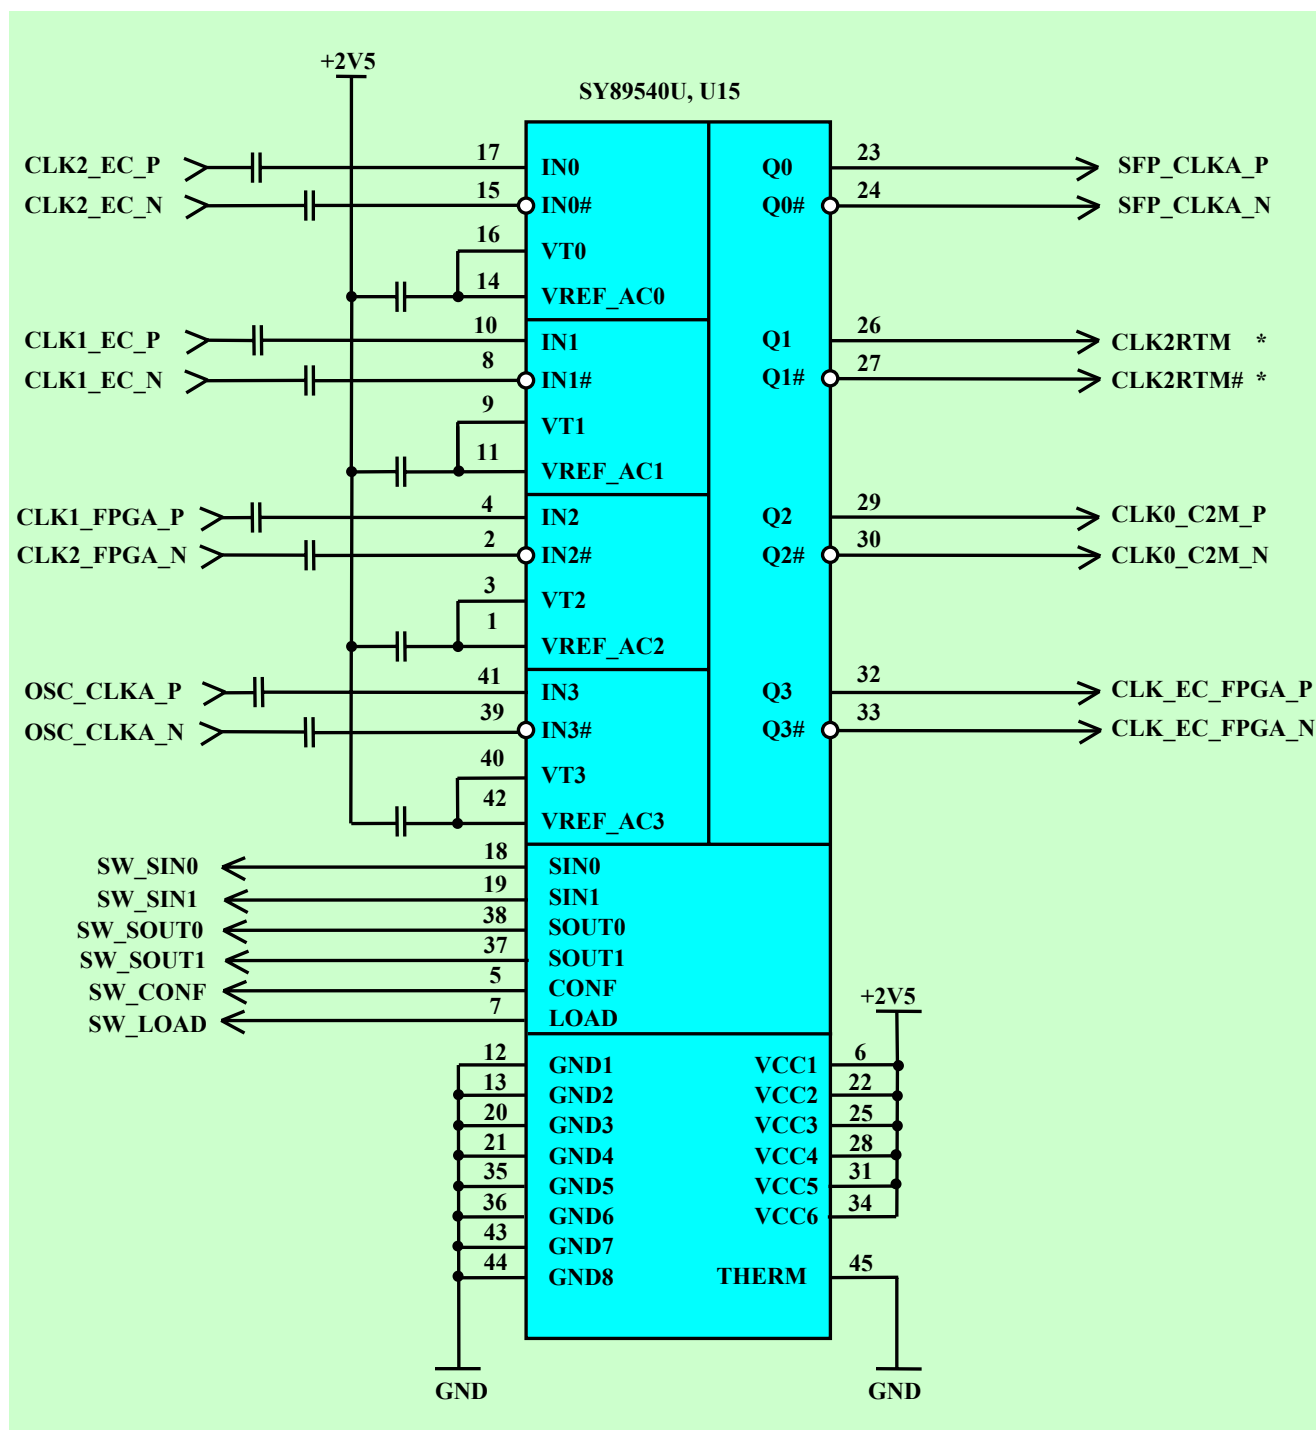 +2V5
SY89540U, U15
CLK2_EC_P 17 IN0 Q0 23 SFP_CLKA_P
CLK2_EC_N 15 IN0# Q0# 24 SFP_CLKA_N
16 VT0
14 VREF_AC0
CLK1_EC_P 10 IN1 Q1 26 CLK2RTM *
CLK1_EC_N 8 IN1# Q1# 27 CLK2RTM# *
9 VT1
11 VREF_AC1
CLK1_FPGA_P 4 IN2 Q2 29 CLK0_C2M_P
CLK2_FPGA_N 2 IN2# Q2# 30 CLK0_C2M_N
3 VT2
1 VREF_AC2
OSC_CLKA_P 41 IN3 Q3 32 CLK_EC_FPGA_P
OSC_CLKA_N 39 IN3# Q3# 33 CLK_EC_FPGA_N
40 VT3
42 VREF_AC3
SW_SIN0 18 SIN0
SW_SIN1 19 SIN1
SW_SOUT0 38 SOUT0
SW_SOUT1 37 SOUT1
SW_CONF 5 CONF
SW_LOAD 7 LOAD
+2V5
12 GND1 VCC1 6
13 GND2 VCC2 22
20 GND3 VCC3 25
21 GND4 VCC4 28
35 GND5 VCC5 31
36 GND6 VCC6 34
43 GND7
44 GND8 THERM 45
GND GND